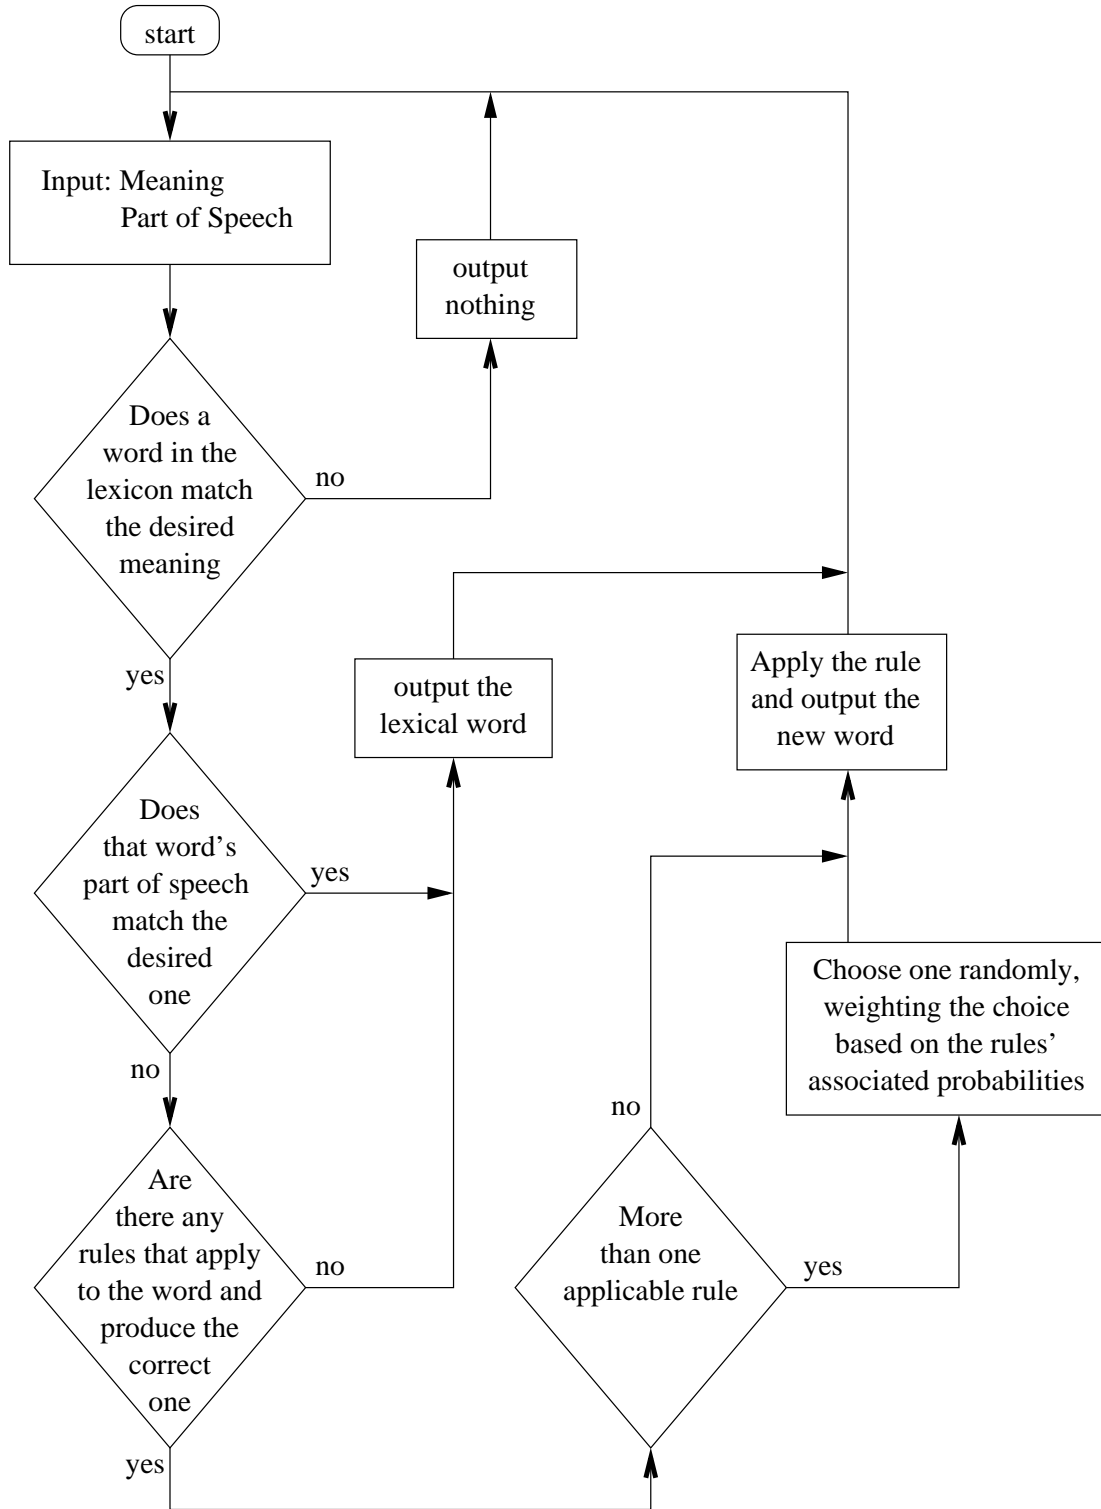 start
Input: Meaning
Part of Speech
output
nothing
Does a
word in the
lexicon match
the desired
meaning
no
yes
output the
lexical word
Apply the rule
and output the
new word
Does
that word's
part of speech
match the
desired
one
yes
no
Choose one randomly,
weighting the choice
based on the rules'
associated probabilities
Are
there any
rules that apply
to the word and
produce the
correct
one
no
yes
More
than one
applicable rule
no
yes